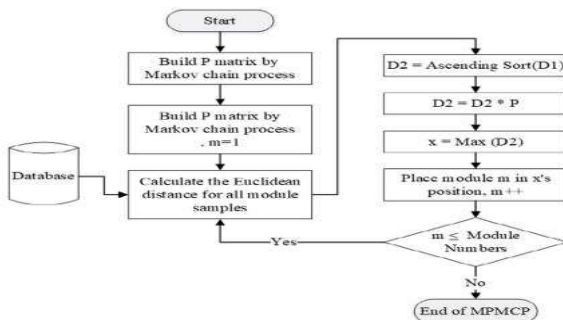 Start
Build P matrix by
Markov chain process
Build P matrix by
Markov chain process
, m=1
Database
Calculate the Euclidean
distance for all module
samples
D2 = Ascending Sort(D1)
D2 = D2 * P
x = Max (D2)
Place module m in x's
position, m++
m ≤ Module
Numbers
Yes
No
End of MPMCP